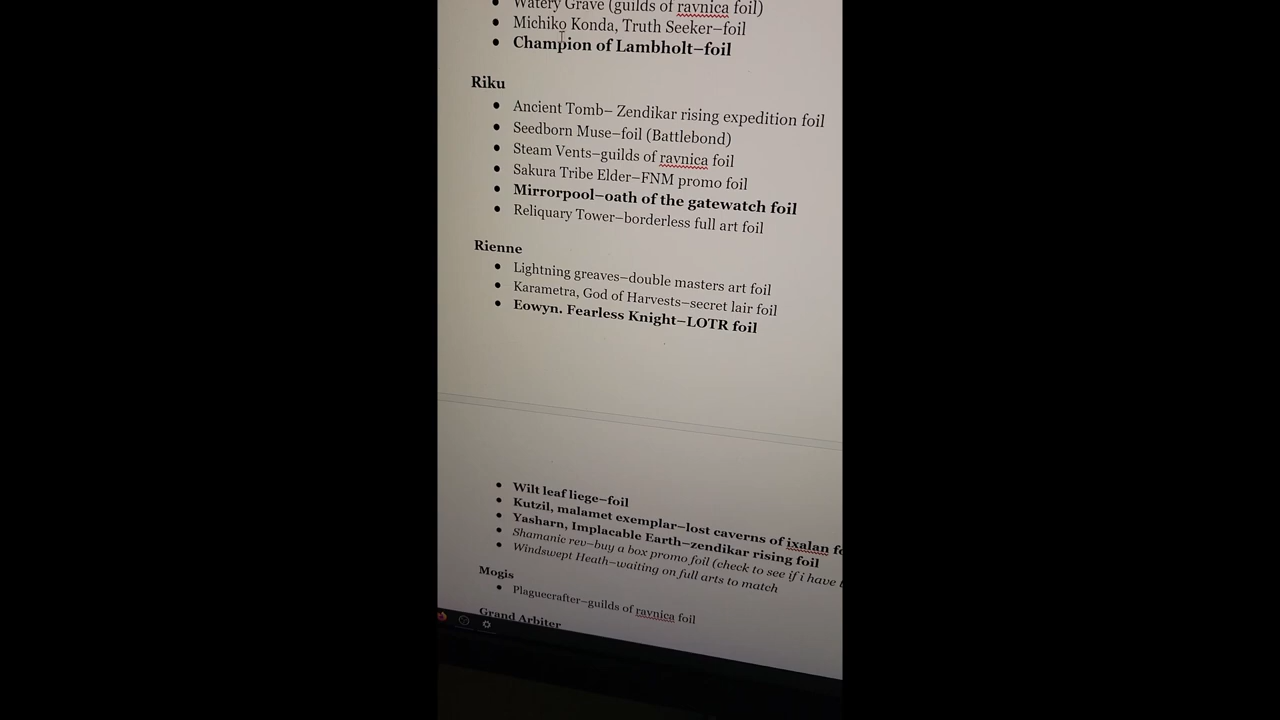 Watery Grave (guilds of ravnica foil)
Michiko Konda, Truth Seeker–foil
Champion of Lambholt–foil
Riku
Ancient Tomb– Zendikar rising expedition foil
Seedborn Muse–foil (Battlebond)
Steam Vents–guilds of ravnica foil
Sakura Tribe Elder–FNM promo foil
Mirrorpool–oath of the gatewatch foil
Reliquary Tower–borderless full art foil
Rienne
Lightning greaves–double masters art foil
Karametra, God of Harvests–secret lair foil
Eowyn. Fearless Knight–LOTR foil
Wilt leaf liege–foil
Kutzil, malamet exemplar–lost caverns of ixalan
Yasharn, Implacable Earth–zendikar rising foil
Shamanic rev–buy a box promo foil (check to see if i have
Windswept Heath–waiting on full arts to match
Mogis
Plaguecrafter–guilds of ravnica foil
Grand Arbiter